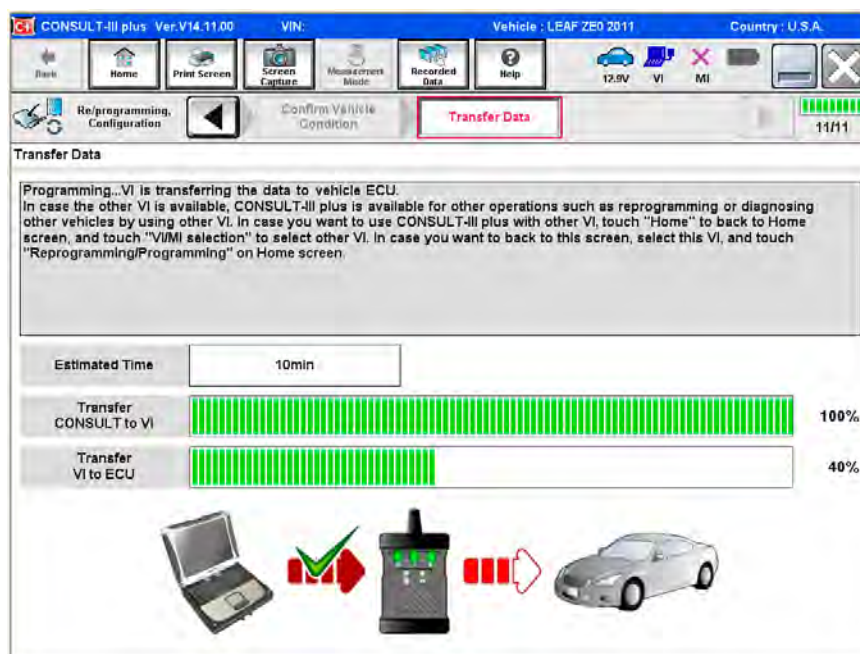 C+ CONSULT-III plus Ver.V14.11.00 VIN: Vehicle : LEAF ZE0 2011 Country : U.S.A.
Back Home Print Screen Screen Capture Measurement Mode Recorded Data Help 12.9V VI MI
Re/programming, Configuration Confirm Vehicle Condition Transfer Data 11/11
Transfer Data
Programming...VI is transferring the data to vehicle ECU.
In case the other VI is available, CONSULT-III plus is available for other operations such as reprogramming or diagnosing
other vehicles by using other VI. In case you want to use CONSULT-III plus with other VI, touch "Home" to back to Home
screen, and touch "VI/MI selection" to select other VI. In case you want to back to this screen, select this VI, and touch
"Reprogramming/Programming" on Home screen.
Estimated Time 10min
Transfer
CONSULT to VI 100%
Transfer
VI to ECU 40%